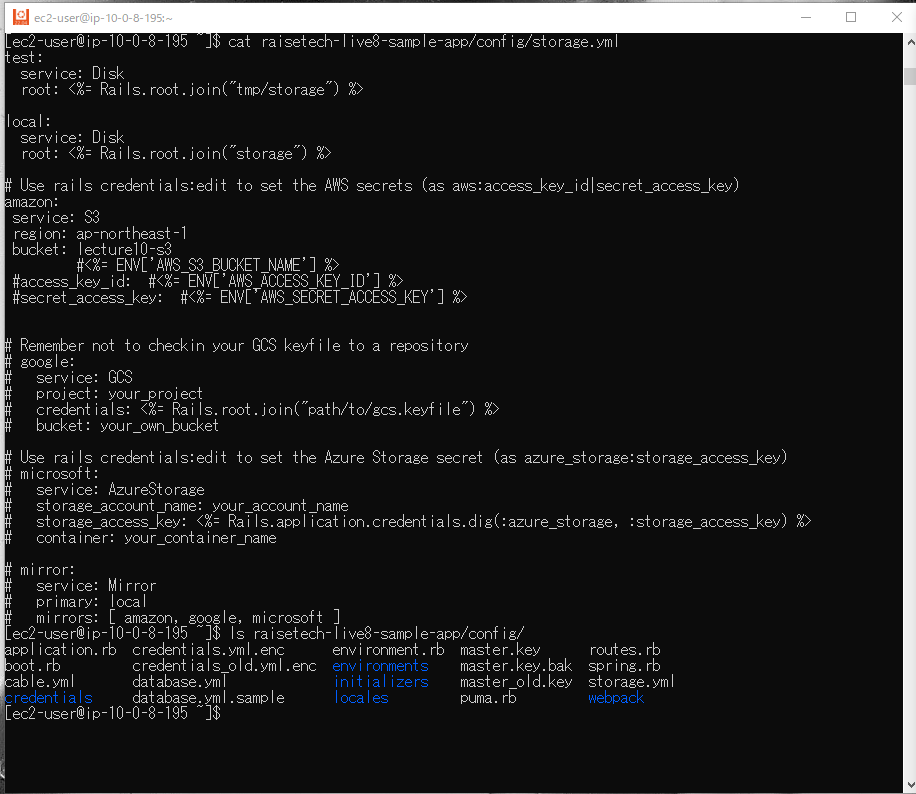 ec2-user@ip-10-0-8-195:~
[ec2-user@ip-10-0-8-195 ~]$ cat raisetech-live8-sample-app/config/storage.yml
test:
  service: Disk
  root: <%= Rails.root.join("tmp/storage") %>

local:
  service: Disk
  root: <%= Rails.root.join("storage") %>

# Use rails credentials:edit to set the AWS secrets (as aws:access_key_id|secret_access_key)
amazon:
 service: S3
 region: ap-northeast-1
 bucket: lecture10-s3
         #<%= ENV['AWS_S3_BUCKET_NAME'] %>
 #access_key_id:  #<%= ENV['AWS_ACCESS_KEY_ID'] %>
 #secret_access_key:  #<%= ENV['AWS_SECRET_ACCESS_KEY'] %>


# Remember not to checkin your GCS keyfile to a repository
# google:
#   service: GCS
#   project: your_project
#   credentials: <%= Rails.root.join("path/to/gcs.keyfile") %>
#   bucket: your_own_bucket

# Use rails credentials:edit to set the Azure Storage secret (as azure_storage:storage_access_key)
# microsoft:
#   service: AzureStorage
#   storage_account_name: your_account_name
#   storage_access_key: <%= Rails.application.credentials.dig(:azure_storage, :storage_access_key) %>
#   container: your_container_name

# mirror:
#   service: Mirror
#   primary: local
#   mirrors: [ amazon, google, microsoft ]
[ec2-user@ip-10-0-8-195 ~]$ ls raisetech-live8-sample-app/config/
application.rb  credentials.yml.enc      environment.rb  master.key      routes.rb
boot.rb         credentials_old.yml.enc  environments    master.key.bak  spring.rb
cable.yml       database.yml             initializers    master_old.key  storage.yml
credentials     database.yml.sample      locales         puma.rb         webpack
[ec2-user@ip-10-0-8-195 ~]$